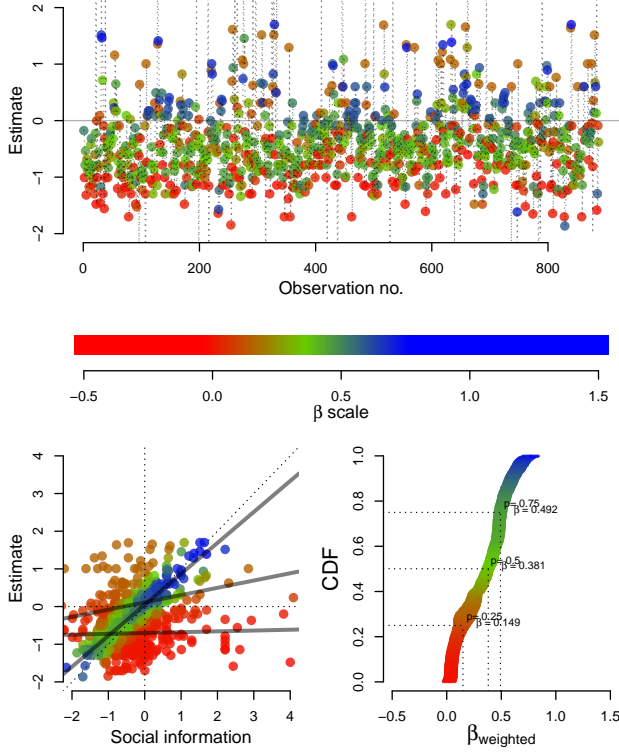 2
1
0
−1
−2
Estimate
0 200 400 600 800
Observation no.
−0.5 0.0 0.5 1.0 1.5
β scale
4
3
2
1
0
−1
−2
Estimate
−2 −1 0 1 2 3 4
Social information
1.0
0.8
0.6
0.4
0.2
0.0
CDF
p= 0.75
β = 0.492
p= 0.5
β = 0.381
p= 0.25
β = 0.149
−0.5 0.0 0.5 1.0 1.5
βweighted